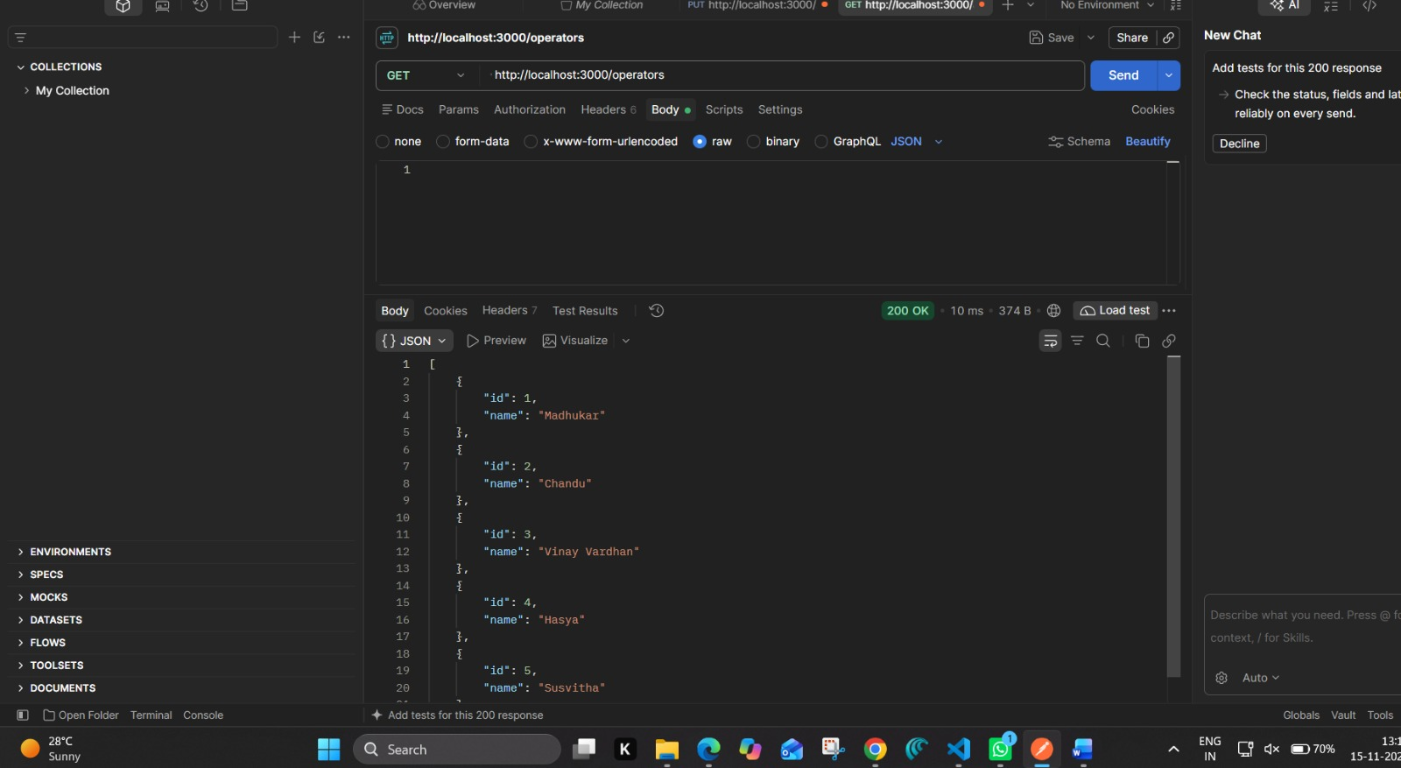 Overview My Collection PUT http://localhost:3000/ GET http://localhost:3000/ No Environment AI
http://localhost:3000/operators Save Share
New Chat
COLLECTIONS
My Collection
GET http://localhost:3000/operators Send
Add tests for this 200 response
Check the status, fields and
reliably on every send.
Decline
Docs Params Authorization Headers 6 Body Scripts Settings Cookies
none form-data x-www-form-urlencoded raw binary GraphQL JSON Schema Beautify
1
Body Cookies Headers 7 Test Results 200 OK 10 ms 374 B Load test
{} JSON Preview Visualize
1 [
2 {
3 "id": 1,
4 "name": "Madhukar"
5 },
6 {
7 "id": 2,
8 "name": "Chandu"
9 },
10 {
11 "id": 3,
12 "name": "Vinay Vardhan"
13 },
14 {
15 "id": 4,
16 "name": "Hasya"
17 },
18 {
19 "id": 5,
20 "name": "Susvitha"
ENVIRONMENTS
SPECS
MOCKS
DATASETS
FLOWS
TOOLSETS
DOCUMENTS
Describe what you need. Press @
context, / for Skills.
Auto
Open Folder Terminal Console Add tests for this 200 response Globals Vault Tools
28°C
Sunny
Search
K
1
W
ENG
IN
70%